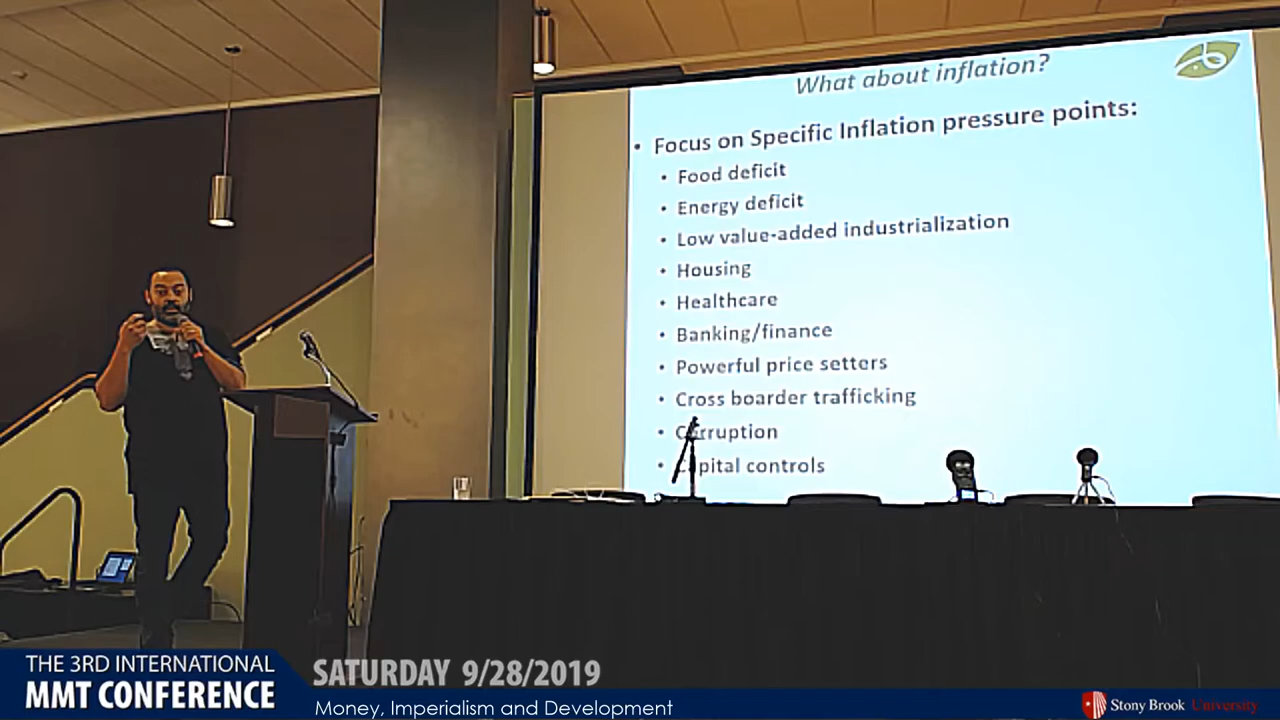 What about inflation?
• Focus on Specific Inflation pressure points:
• Food deficit
• Energy deficit
• Low value-added industrialization
• Housing
• Healthcare
• Banking/finance
• Powerful price setters
• Cross boarder trafficking
• Corruption
• Capital controls
THE 3RD INTERNATIONAL
MMT CONFERENCE
SATURDAY 9/28/2019
Money, Imperialism and Development
Stony Brook University